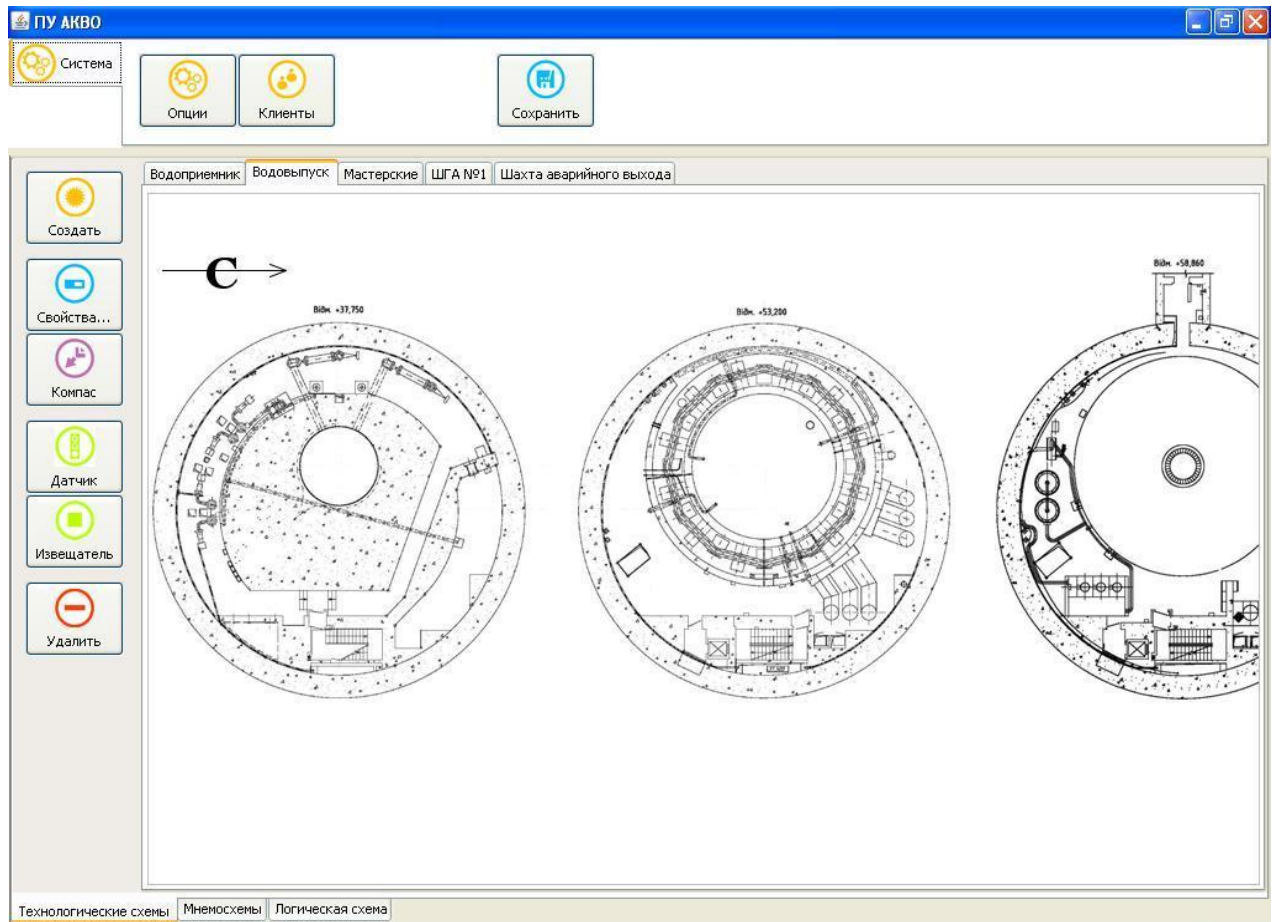 ПУ АКВО
Система
Опции
Клиенты
Сохранить
Водоприемник
Водовыпуск
Мастерские
ШГА №1
Шахта аварийного выхода
Создать
Свойства...
Компас
Датчик
Извещатель
Удалить
С
Відм. +37,750
Відм. +53,200
Відм. +58,860
Технологические схемы
Мнемосхемы
Логическая схема